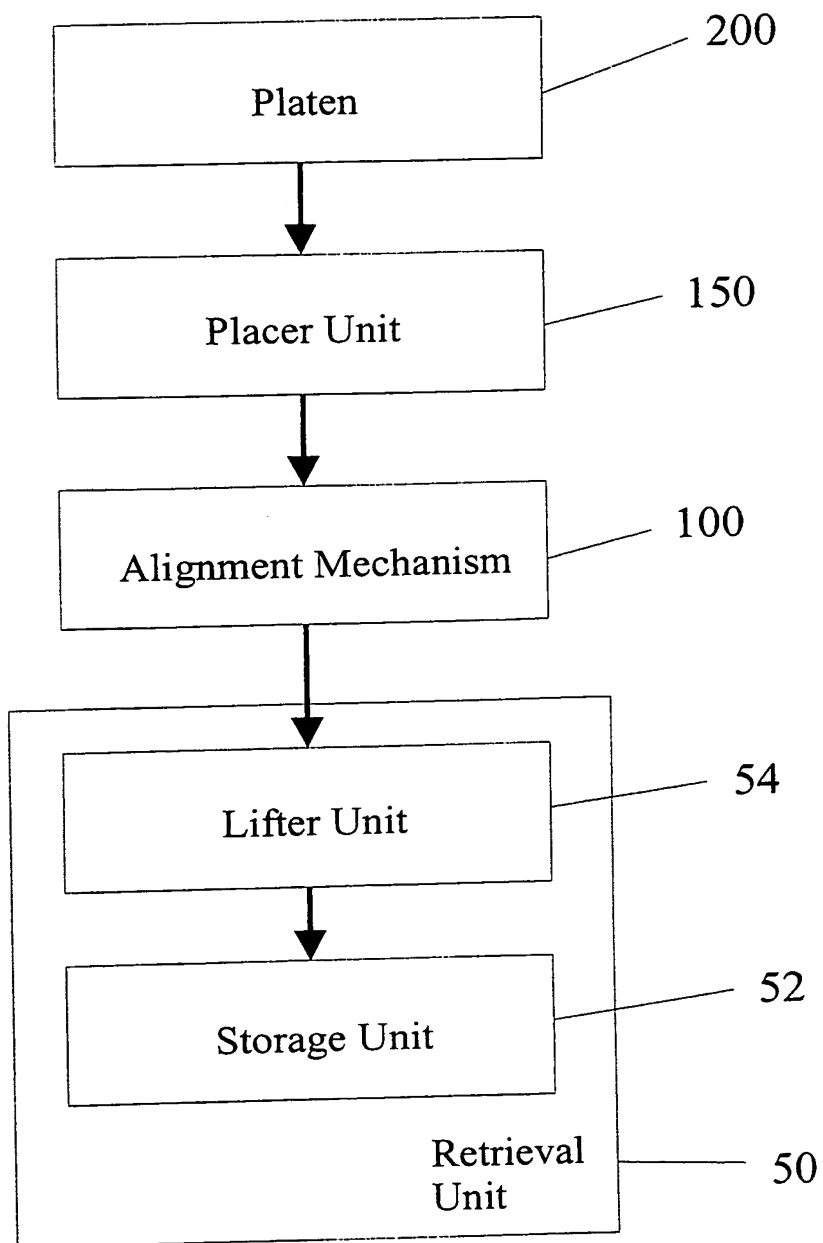 200
Platen
150
Placer Unit
100
Alignment Mechanism
54
Lifter Unit
52
Storage Unit
Retrieval
Unit
50